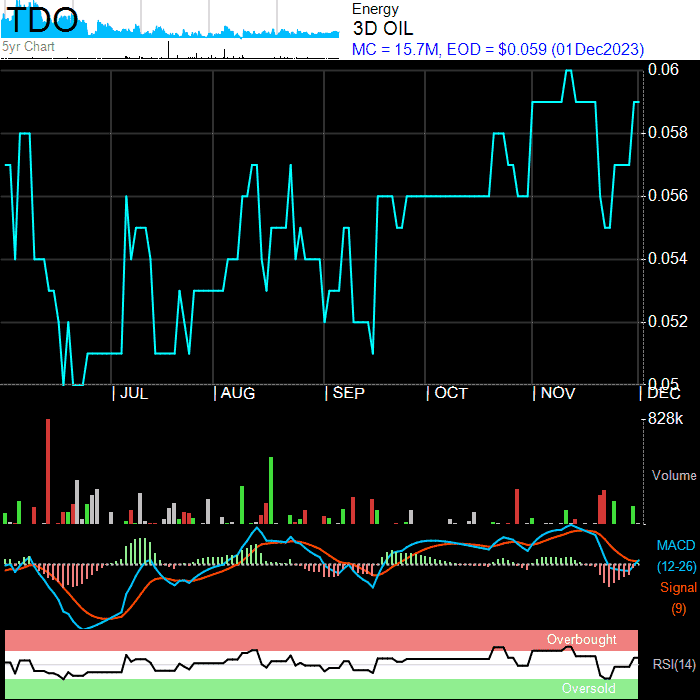 TDO
5yr Chart
Energy
3D OIL
MC = 15.7M, EOD = $0.059 (01Dec2023)
0.06
0.058
0.056
0.054
0.052
0.05
| JUL | AUG | SEP | OCT | NOV | DEC
828k
Volume
MACD
(12-26)
Signal
(9)
Overbought
RSI(14)
Oversold